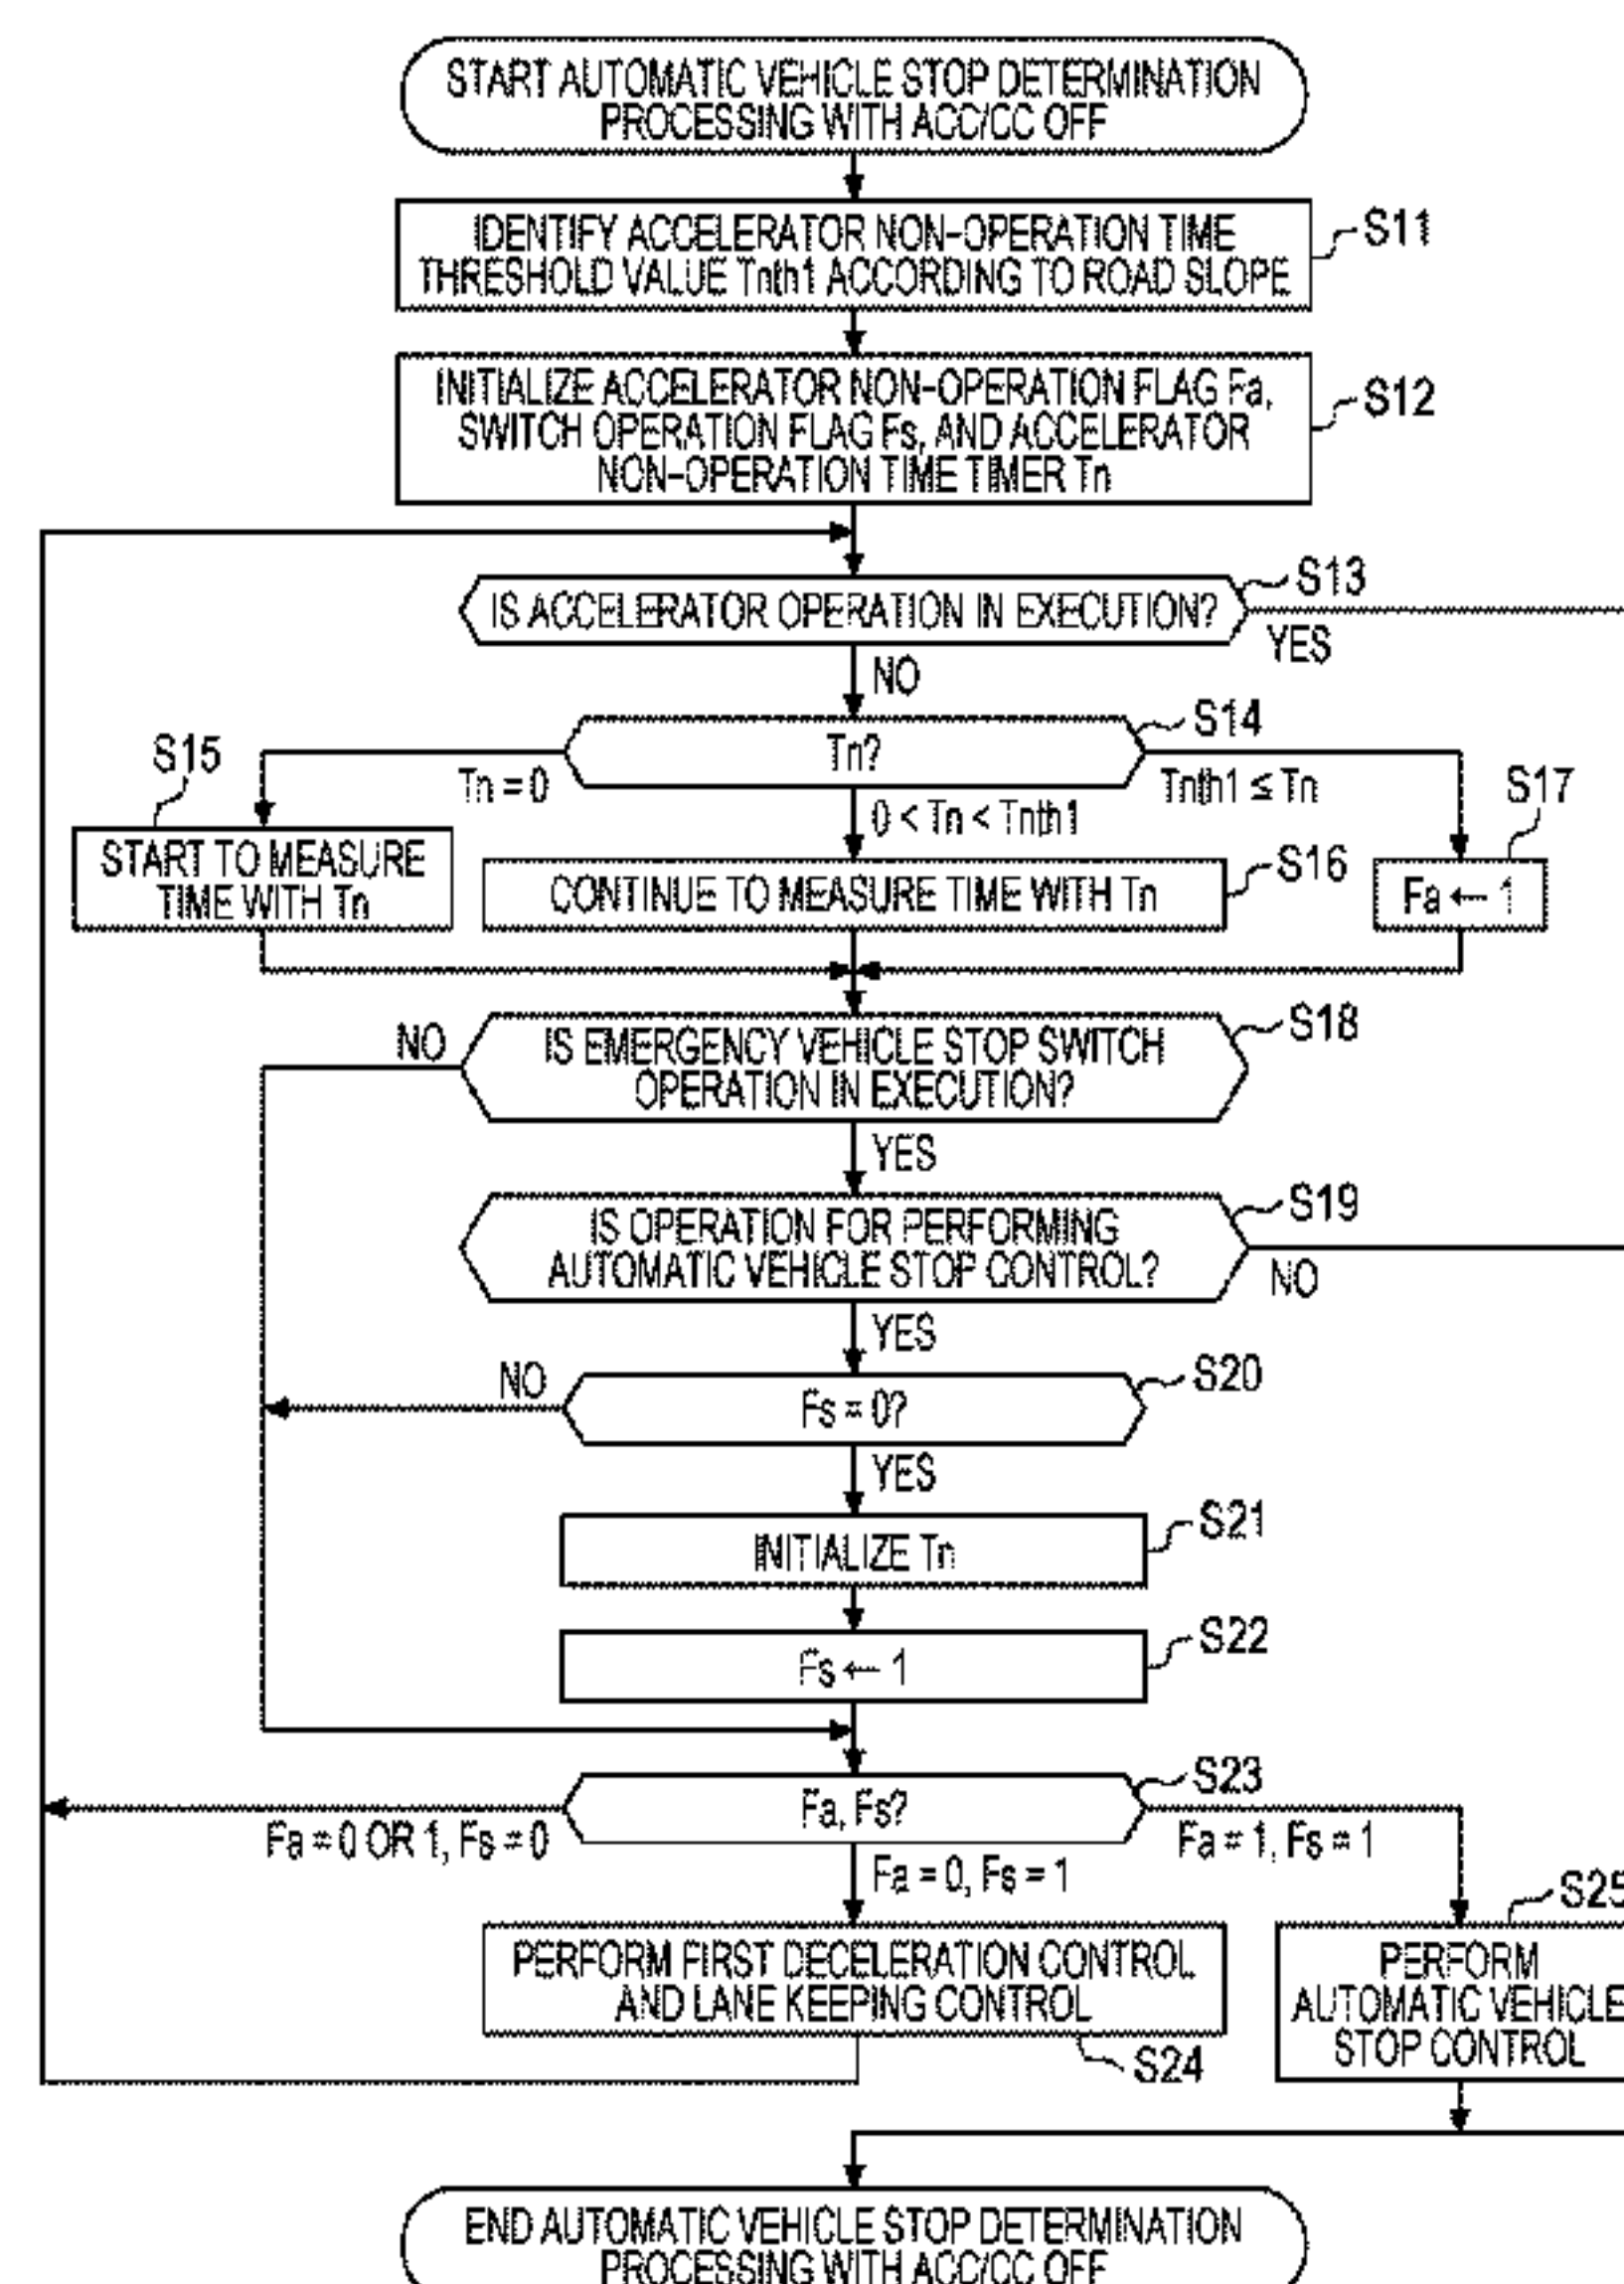 START AUTOMATIC VEHICLE STOP DETERMINATION
PROCESSING WITH ACC/CC OFF
IDENTIFY ACCELERATOR NON-OPERATION TIME
THRESHOLD VALUE Tnth1 ACCORDING TO ROAD SLOPE
S11
INITIALIZE ACCELERATOR NON-OPERATION FLAG Fa,
SWITCH OPERATION FLAG Fs, AND ACCELERATOR
NON-OPERATION TIME TIMER Tn
S12
IS ACCELERATOR OPERATION IN EXECUTION?
S13
YES
NO
Tn?
S14
Tn = 0
0 < Tn < Tnth1
Tnth1 ≤ Tn
S15
START TO MEASURE
TIME WITH Tn
CONTINUE TO MEASURE TIME WITH Tn
S16
S17
Fa ← 1
IS EMERGENCY VEHICLE STOP SWITCH
OPERATION IN EXECUTION?
S18
NO
YES
IS OPERATION FOR PERFORMING
AUTOMATIC VEHICLE STOP CONTROL?
S19
NO
YES
Fs = 0?
S20
NO
YES
INITIALIZE Tn
S21
Fs ← 1
S22
Fa, Fs?
S23
Fa = 0 OR 1, Fs = 0
Fa = 0, Fs = 1
Fa = 1, Fs = 1
PERFORM FIRST DECELERATION CONTROL
AND LANE KEEPING CONTROL
S24
S25
PERFORM
AUTOMATIC VEHICLE
STOP CONTROL
END AUTOMATIC VEHICLE STOP DETERMINATION
PROCESSING WITH ACC/CC OFF